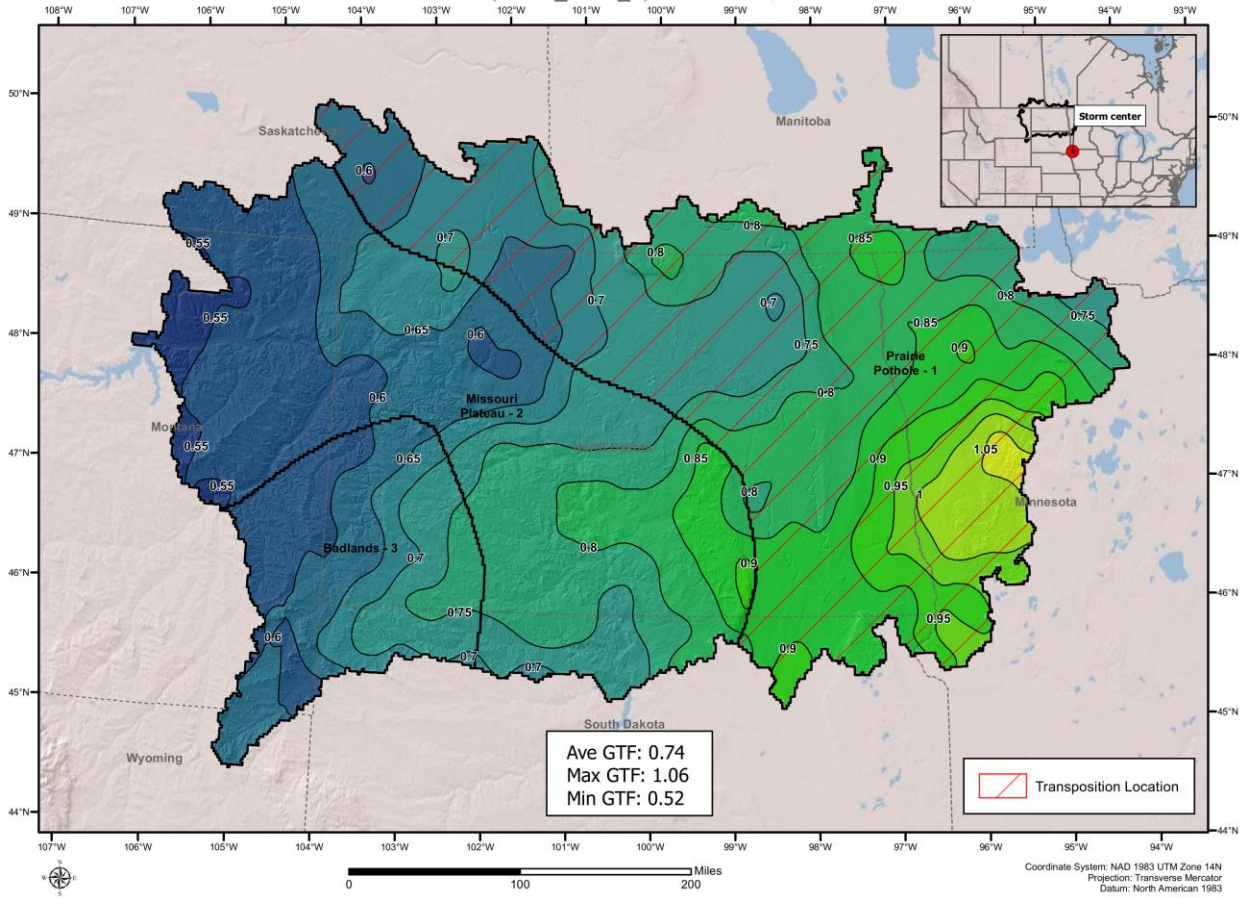 108°W 107°W 106°W 105°W 104°W 103°W 102°W 101°W 100°W 99°W 98°W 97°W 96°W 95°W 94°W 93°W
50°N
50°N
Saskatchewan
Manitoba
Storm center
0.6
49°N
49°N
0.55
0.7
0.8
0.8
0.85
0.8
0.75
0.55
0.65
0.6
0.7
0.7
0.75
0.85
0.9
48°N
48°N
Prairie
Pothole - 1
0.6
Missouri
Plateau - 2
0.8
Montana
0.55
0.55
47°N
47°N
0.65
0.85
0.8
0.9
0.95
1
1.05
Minnesota
Badlands - 3
0.7
0.8
0.9
46°N
46°N
0.6
0.75
0.7
0.7
0.9
0.95
45°N
45°N
South Dakota
Wyoming
Ave GTF: 0.74
Max GTF: 1.06
Min GTF: 0.52
Transposition Location
44°N
44°N
107°W 106°W 105°W 104°W 103°W 102°W 101°W 100°W 99°W 98°W 97°W 96°W 95°W 94°W
N
W E
S
0 100 200 Miles
Coordinate System: NAD 1983 UTM Zone 14N
Projection: Transverse Mercator
Datum: North American 1983